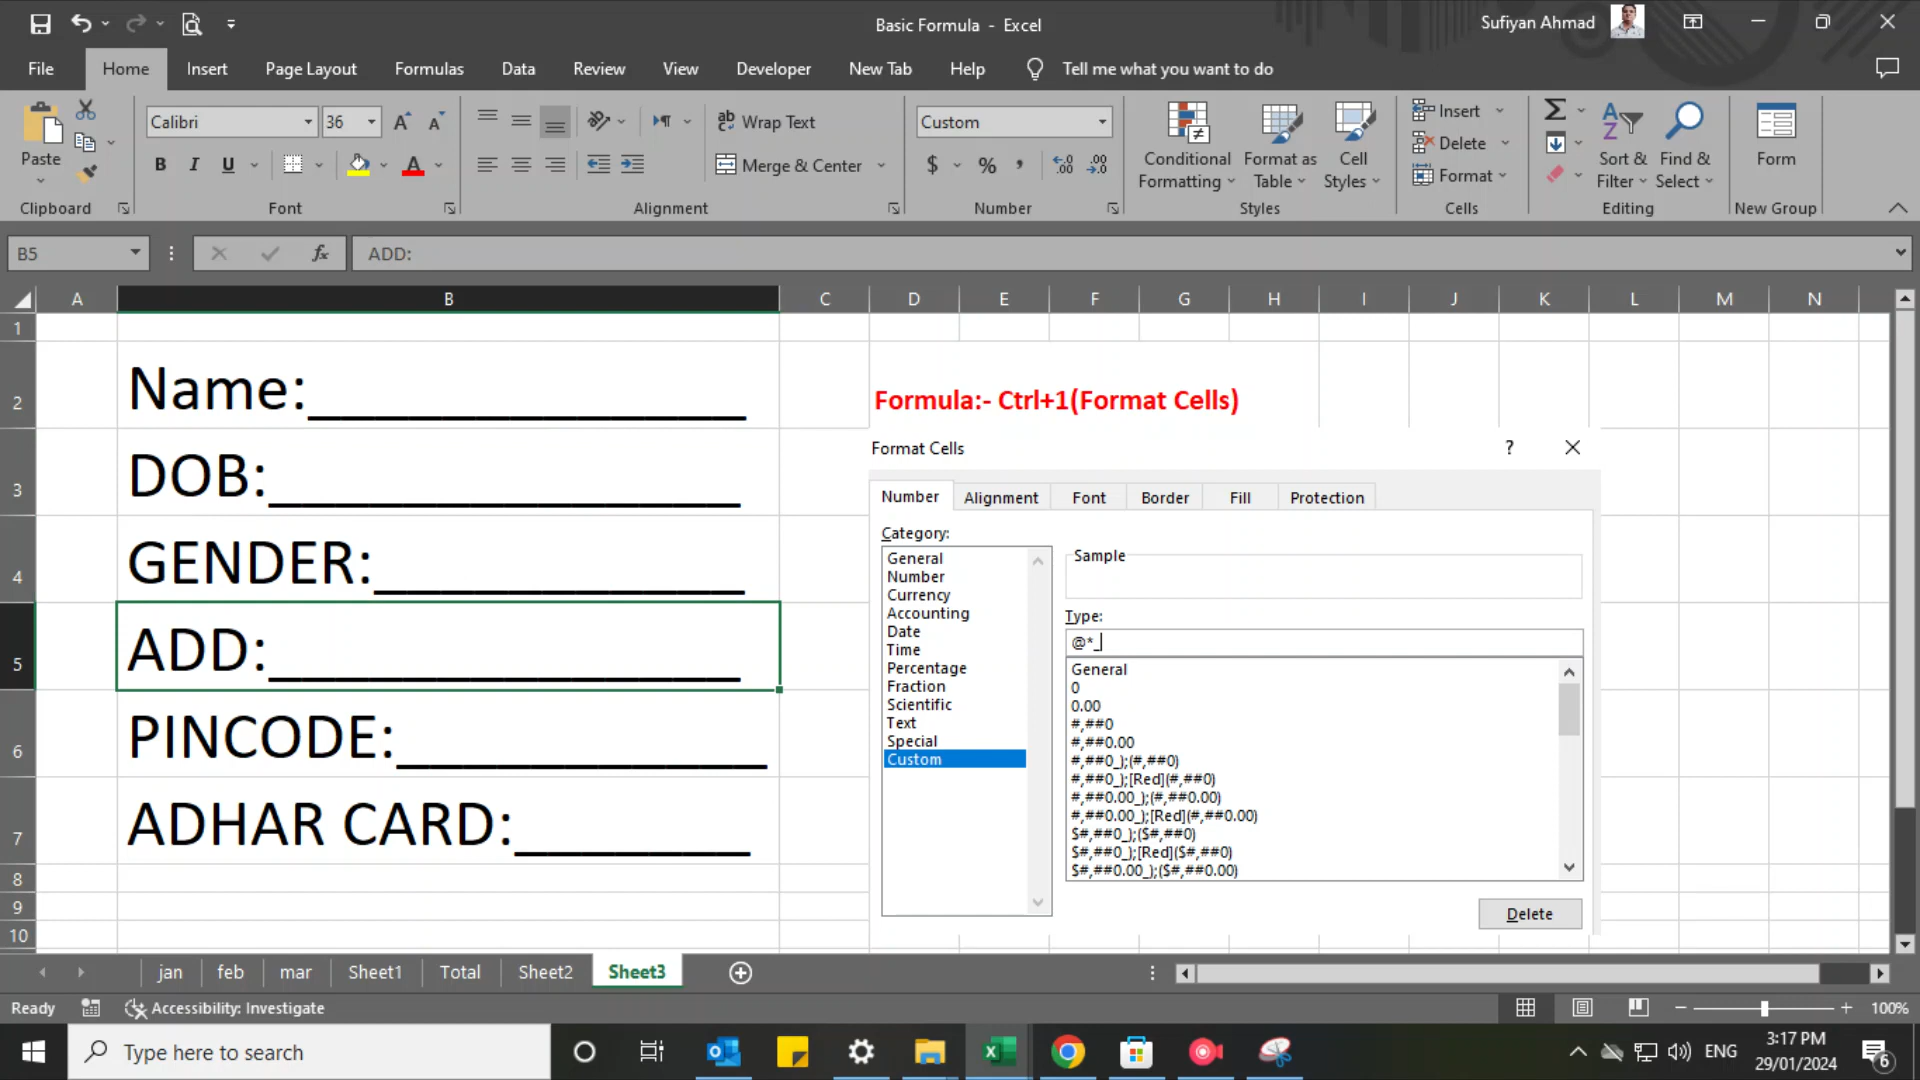 Basic Formula - Excel
Sufiyan Ahmad
File Home Insert Page Layout Formulas Data Review View Developer New Tab Help Tell me what you want to do
Paste
Clipboard
Calibri 36
B I U
Font
Wrap Text
Merge & Center
Alignment
Custom
$ % ,
Number
Conditional Formatting
Format as Table
Cell Styles
Styles
Insert
Delete
Format
Cells
Sort & Filter
Find & Select
Editing
Form
New Group
B5 fx ADD:
A B C D E F G H I J K L M N
1
2 Name:_____________
3 DOB:______________
4 GENDER:___________
5 ADD:______________
6 PINCODE:___________
7 ADHAR CARD:_______
8
9
10
Formula:- Ctrl+1(Format Cells)
Format Cells ?
Number Alignment Font Border Fill Protection
Category:
General
Number
Currency
Accounting
Date
Time
Percentage
Fraction
Scientific
Text
Special
Custom
Sample
Type:
@*_
General
0
0.00
#,##0
#,##0.00
#,##0_);(#,##0)
#,##0_);[Red](#,##0)
#,##0.00_);(#,##0.00)
#,##0.00_);[Red](#,##0.00)
$#,##0_);($#,##0)
$#,##0_);[Red]($#,##0)
$#,##0.00_);($#,##0.00)
Delete
jan feb mar Sheet1 Total Sheet2 Sheet3
Ready Accessibility: Investigate 100%
Type here to search
ENG
3:17 PM
29/01/2024
6